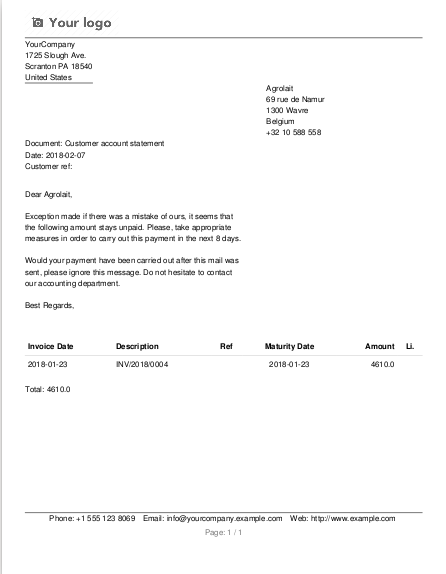 Your logo
YourCompany
1725 Slough Ave.
Scranton PA 18540
United States
Agrolait
69 rue de Namur
1300 Wavre
Belgium
+32 10 588 558
Document: Customer account statement
Date: 2018-02-07
Customer ref:
Dear Agrolait,
Exception made if there was a mistake of ours, it seems that
the following amount stays unpaid. Please, take appropriate
measures in order to carry out this payment in the next 8 days.
Would your payment have been carried out after this mail was
sent, please ignore this message. Do not hesitate to contact
our accounting department.
Best Regards,
Invoice Date Description Ref Maturity Date Amount Li.
2018-01-23 INV/2018/0004 2018-01-23 4610.0
Total: 4610.0
Phone: +1 555 123 8069 Email: info@yourcompany.example.com Web: http://www.example.com
Page: 1 / 1